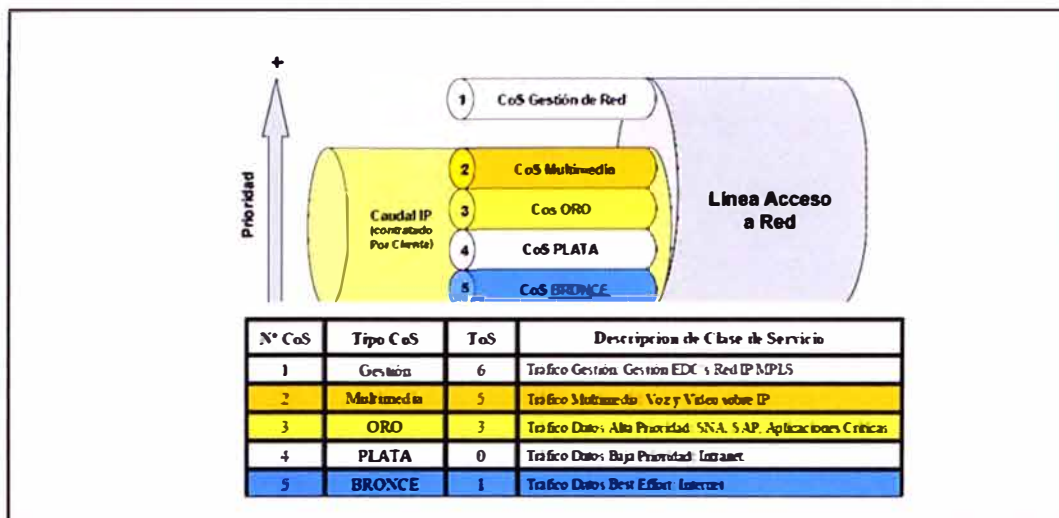 +
Prioridad
1 CoS Gestión de Red
2 CoS Multimedia
3 Cos ORO
4 CoS PLATA
5 CoS BRONCE
Caudal IP
(contratado
Por Cliente)
Línea Acceso
a Red
N° CoS Tipo CoS ToS Descripcion de Clase de Servicio
1 Gestión 6 Trafico Gestión: Gestión EDC's Red IP MPLS
2 Multimedia 5 Trafico Multimedia: Voz y Video sobre IP
3 ORO 3 Trafico Datos Alta Prioridad: SNA, SAP, Aplicaciones Criticas
4 PLATA 0 Trafico Datos Baja Prioridad: Intranet
5 BRONCE 1 Trafico Datos Best Effort: Internet